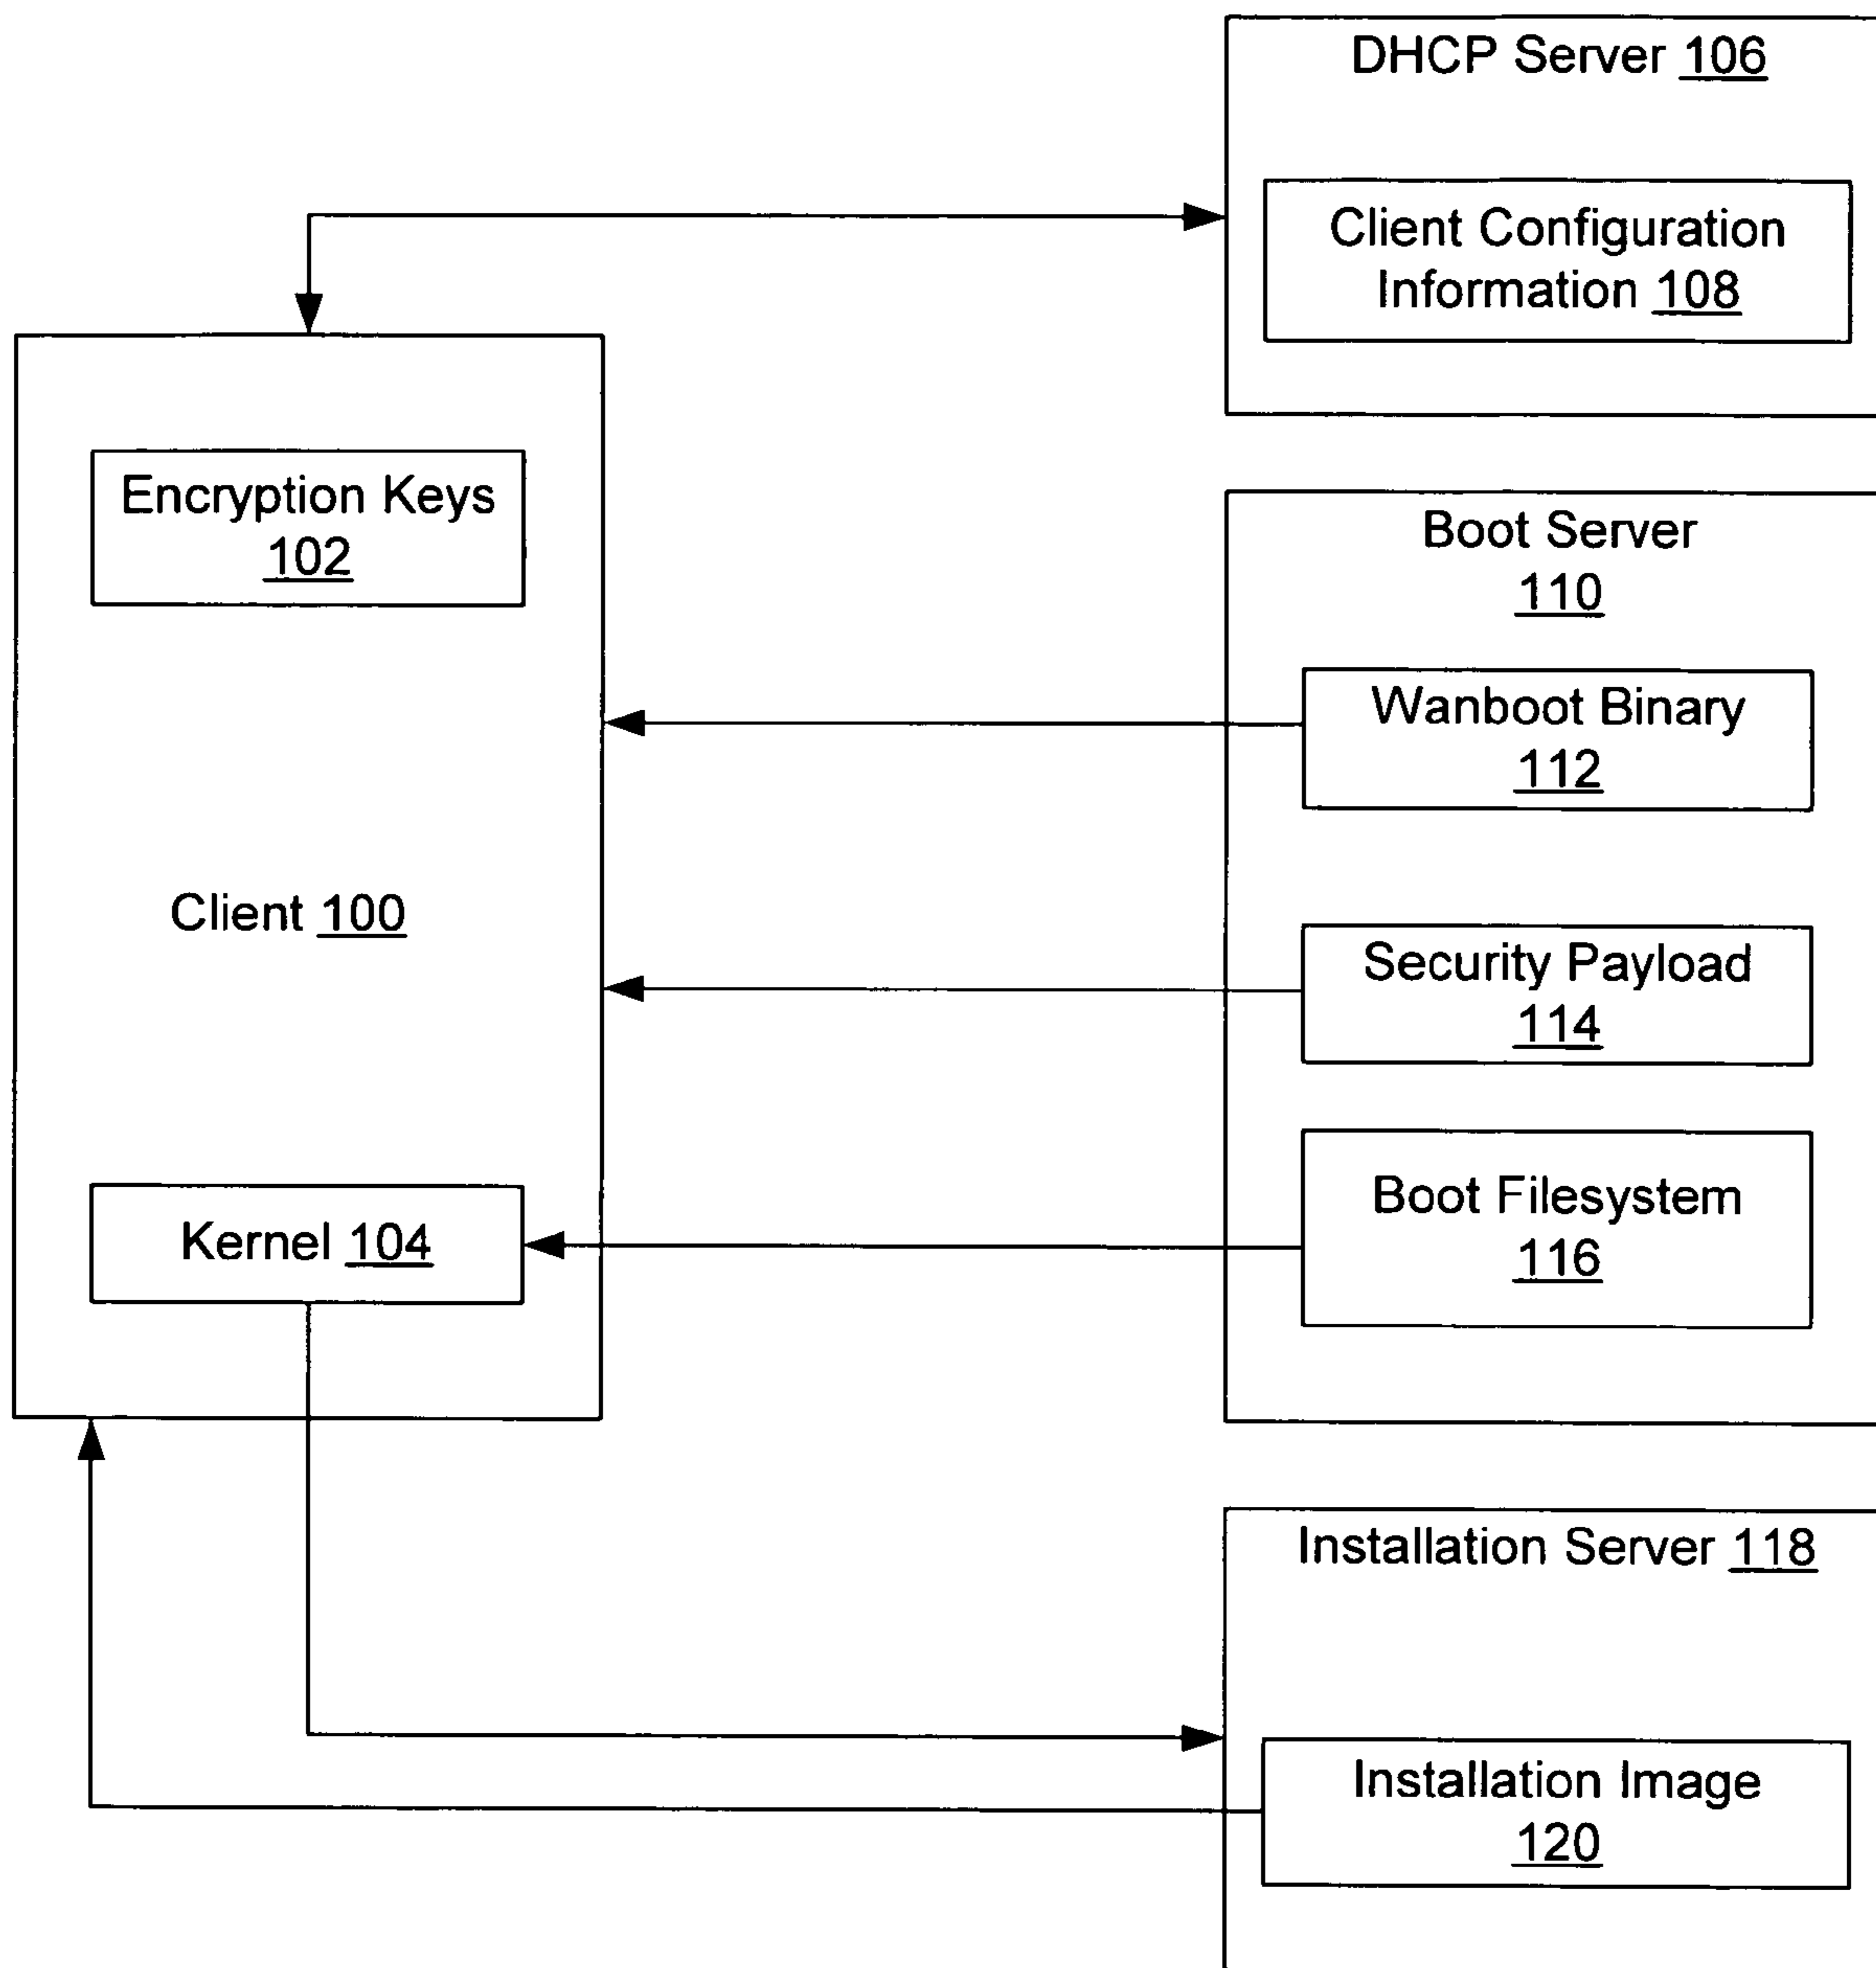 DHCP Server 106
Client Configuration
Information 108
Encryption Keys
102
Client 100
Kernel 104
Boot Server
110
Wanboot Binary
112
Security Payload
114
Boot Filesystem
116
Installation Server 118
Installation Image
120